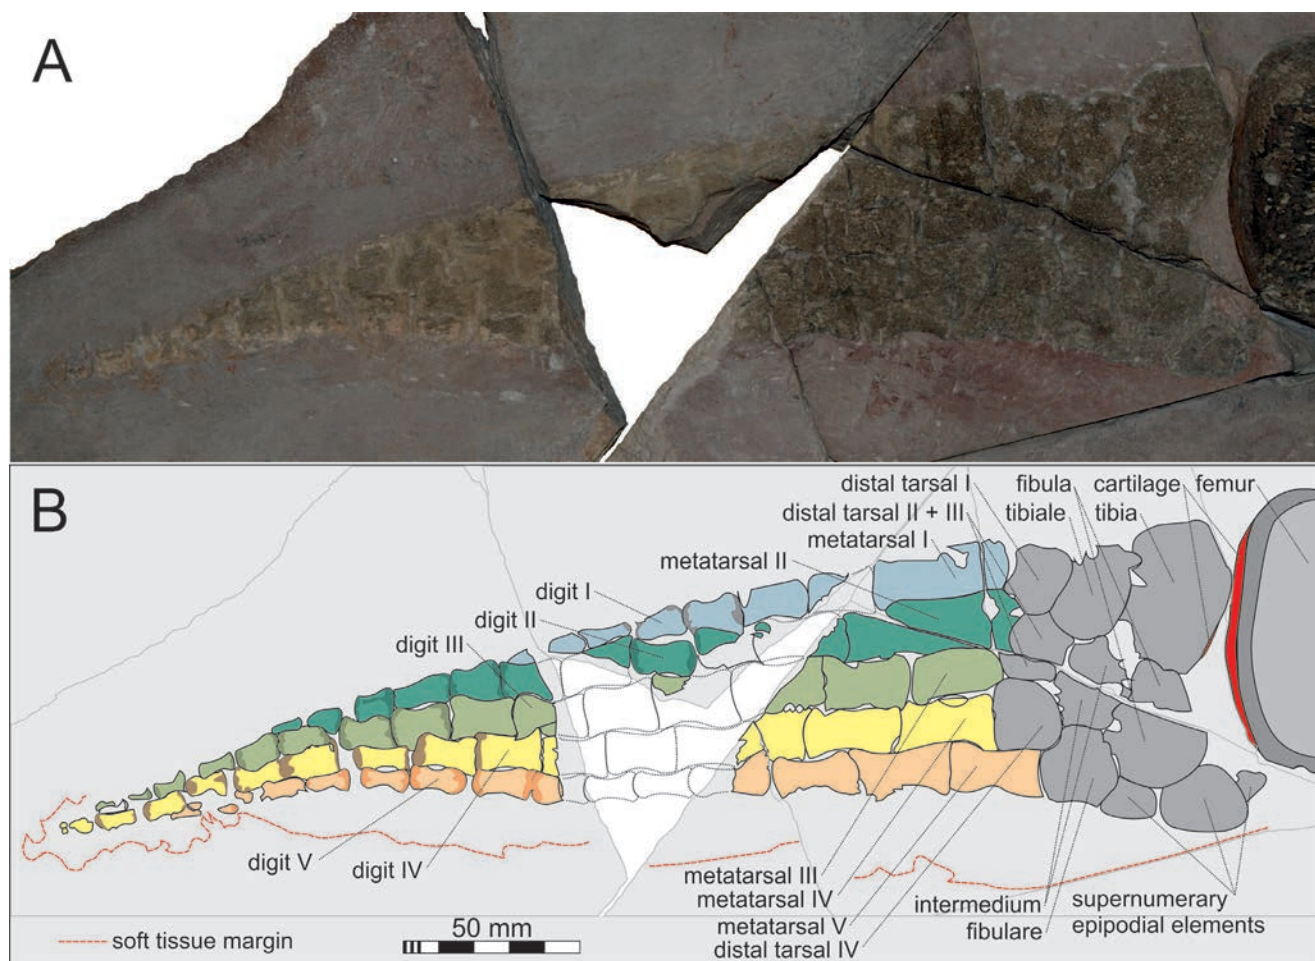 A
B
distal tarsal I
fibula
cartilage
femur
distal tarsal II + III
tibiale
tibia
metatarsal I
metatarsal II
digit I
digit II
digit III
digit V
digit IV
metatarsal III
metatarsal IV
metatarsal V
distal tarsal IV
intermedium
fibulare
supernumerary
epipodial elements
soft tissue margin
50 mm